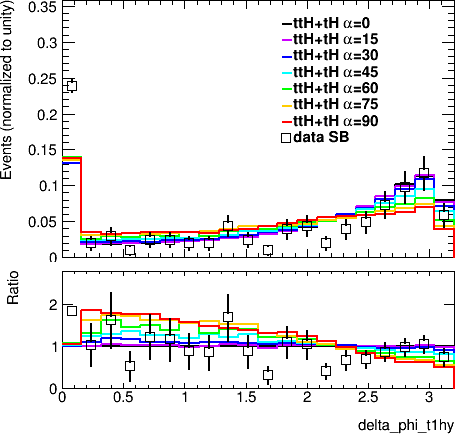 Events (normalized to unity)
0.35
0.3
0.25
0.2
0.15
0.1
0.05
0
ttH+tH α=0
ttH+tH α=15
ttH+tH α=30
ttH+tH α=45
ttH+tH α=60
ttH+tH α=75
ttH+tH α=90
data SB
Ratio
2
1
0
0 0.5 1 1.5 2 2.5 3
delta_phi_t1hy